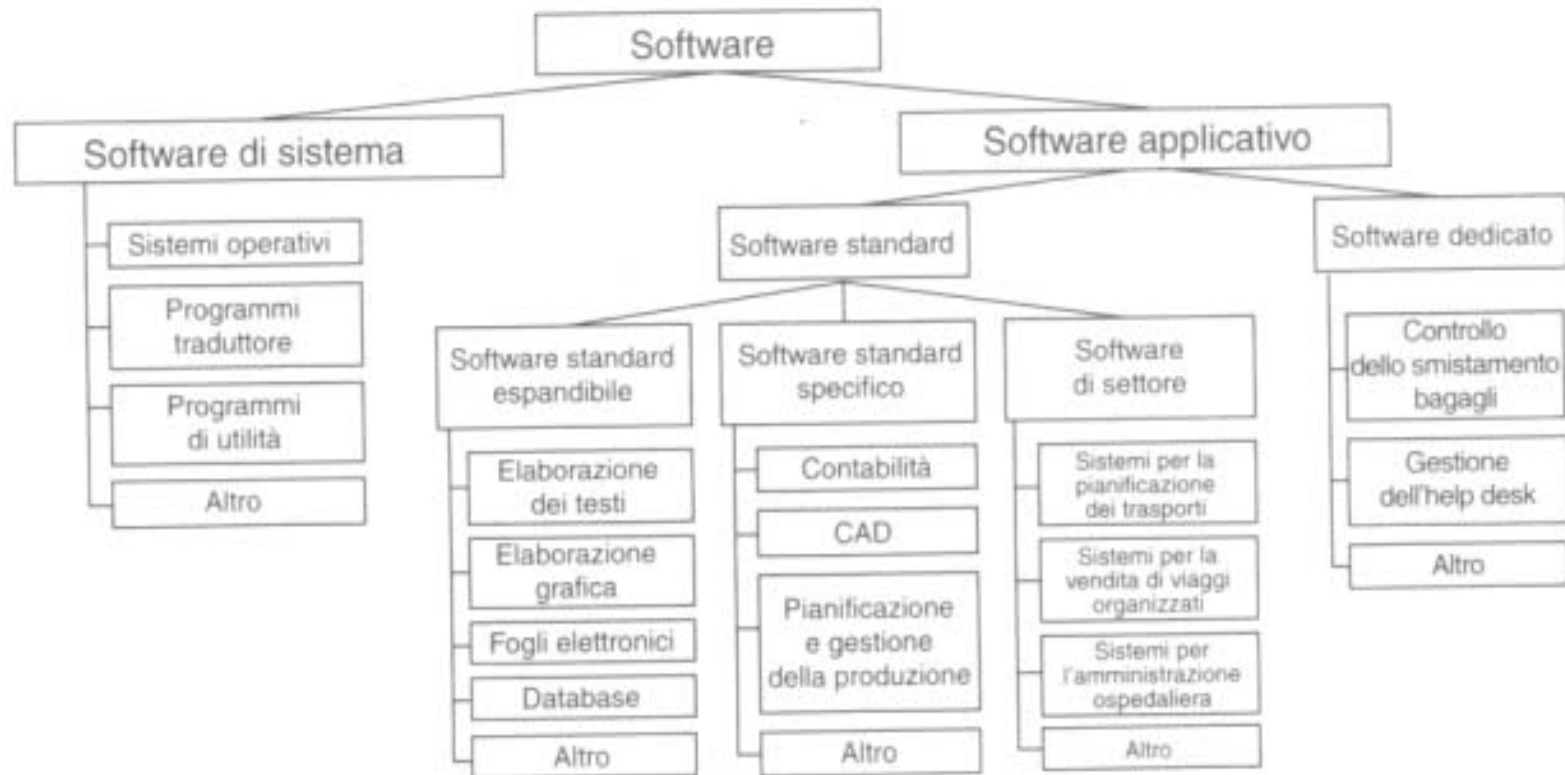 Software
Software di sistema
Software applicativo
Sistemi operativi
Programmi
traduttore
Programmi
di utilità
Altro
Software standard
Software dedicato
Software standard
espandibile
Software standard
specifico
Software
di settore
Elaborazione
dei testi
Elaborazione
grafica
Fogli elettronici
Database
Altro
Contabilità
CAD
Pianificazione
e gestione
della produzione
Altro
Sistemi per la
pianificazione
dei trasporti
Sistemi per la
vendita di viaggi
organizzati
Sistemi per
l'amministrazione
ospedaliera
Altro
Controllo
dello smistamento
bagagli
Gestione
dell'help desk
Altro